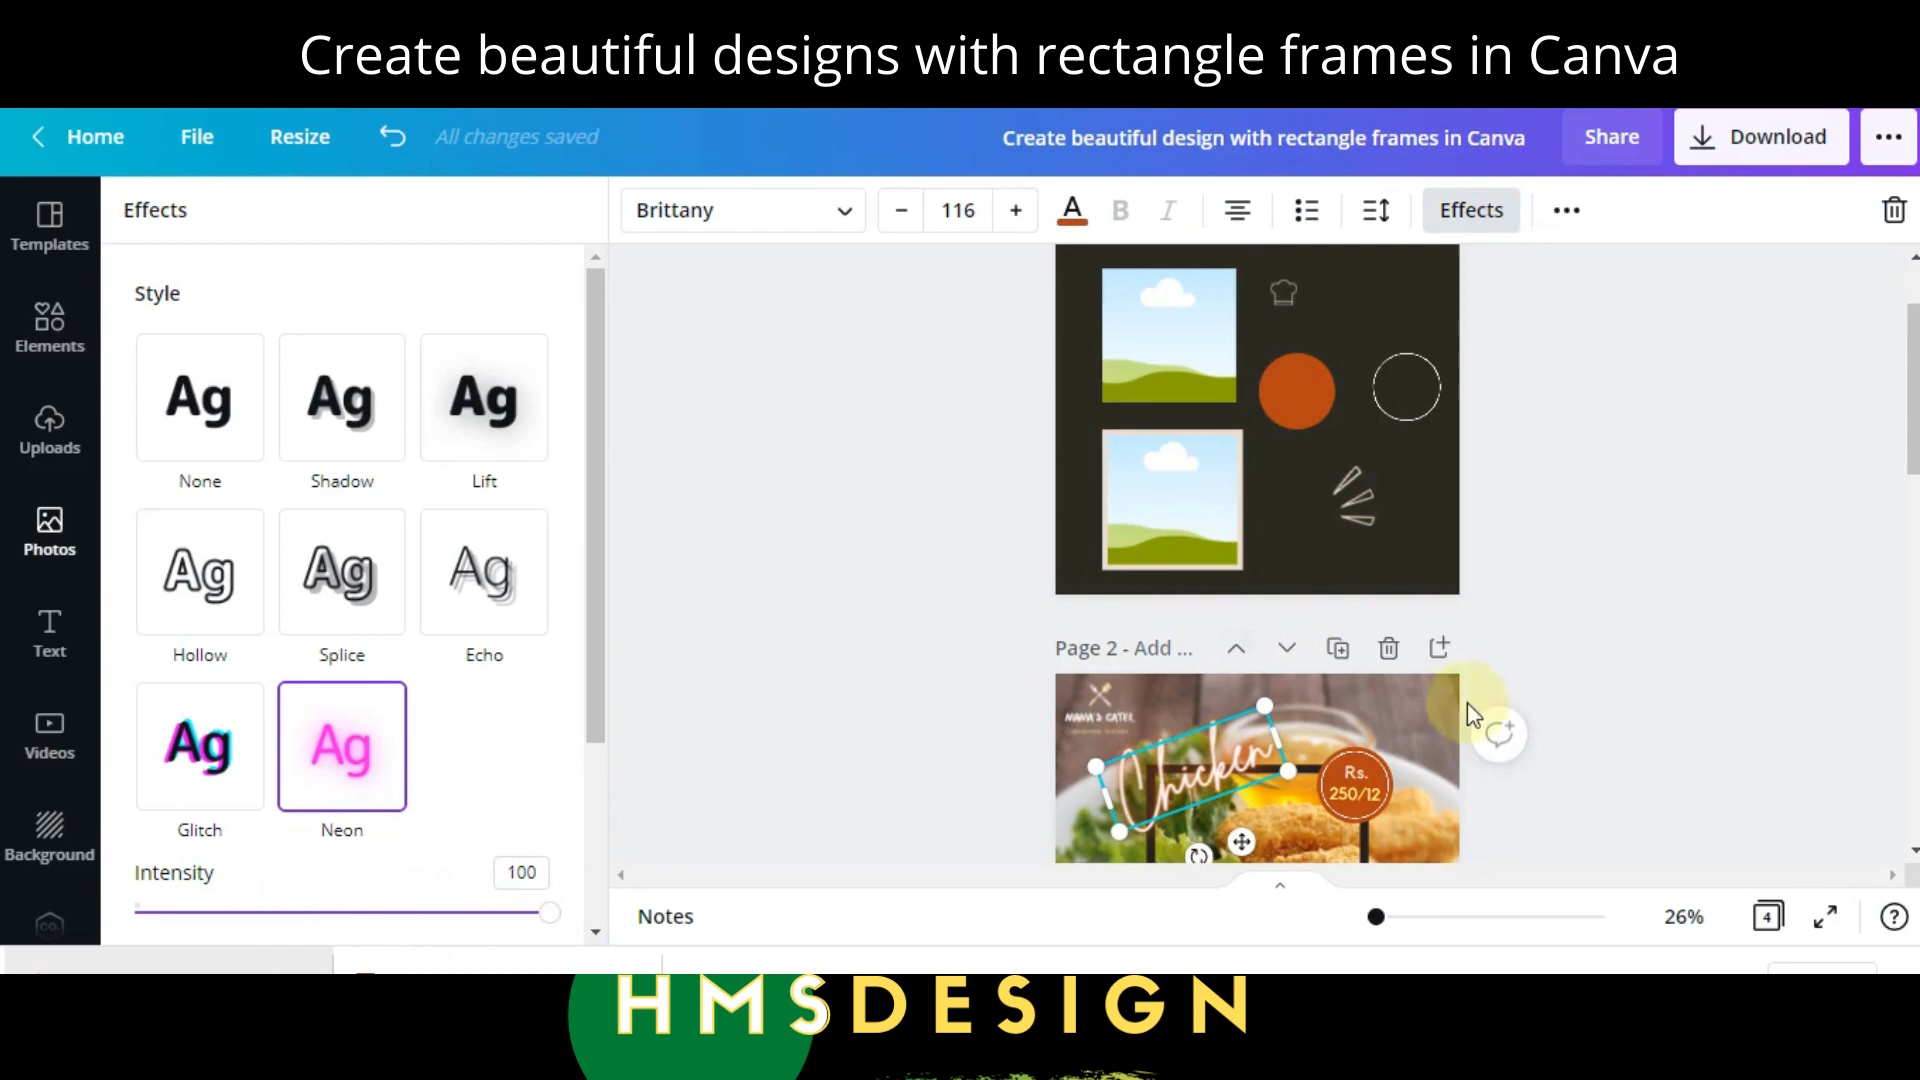 Create beautiful designs with rectangle frames in Canva
Home File Resize All changes saved Create beautiful design with rectangle frames in Canva Share Download
Effects Brittany 116 A B I Effects
Templates
Elements
Uploads
Photos
Text
Videos
Background
co.
Style
Ag Ag Ag
None Shadow Lift
Ag Ag Ag
Hollow Splice Echo
Ag Ag
Glitch Neon
Intensity 100
Page 2 - Add ...
MAMA'S CATER
Chicken
Rs.
250/12
Notes 26% 4 ?
HMSDESIGN